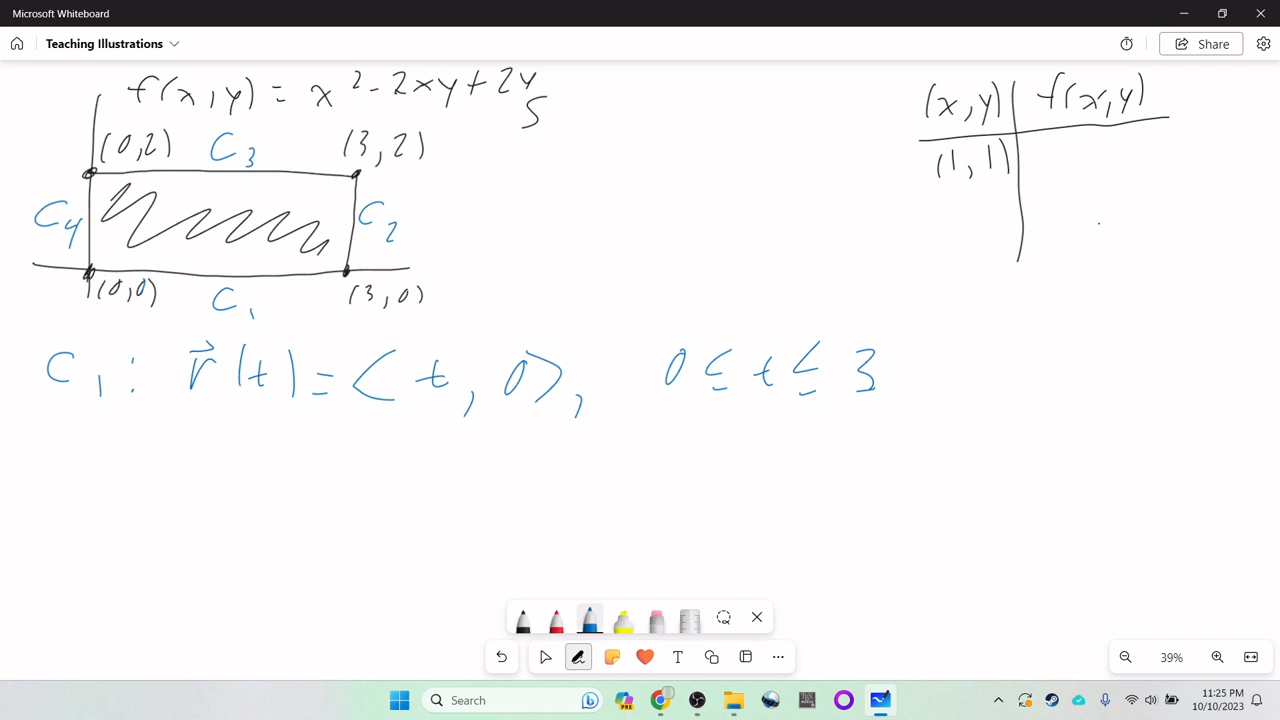 Microsoft Whiteboard
Teaching Illustrations
Share
f(x,y) = x² - 2xy + 2y
S
(0,2) C₃ (3,2)
C₄ C₂
(0,0) C₁ (3,0)
(x,y) f(x,y)
(1,1)
C₁: r⃗(t) = <t, 0>, 0 ≤ t ≤ 3
39%
Search
PRE
11:25 PM
10/10/2023